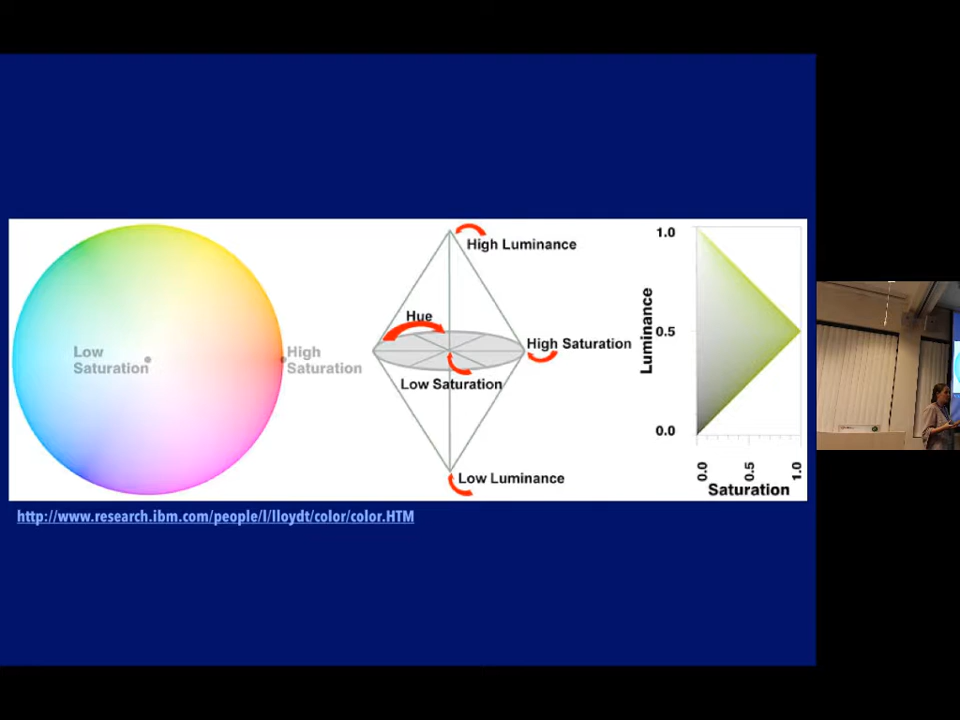 Low
Saturation
High
Saturation
High Luminance
Hue
High Saturation
Low Saturation
Low Luminance
Luminance
1.0
0.5
0.0
0.0
0.5
1.0
Saturation
http://www.research.ibm.com/people/l/lloydt/color/color.HTM